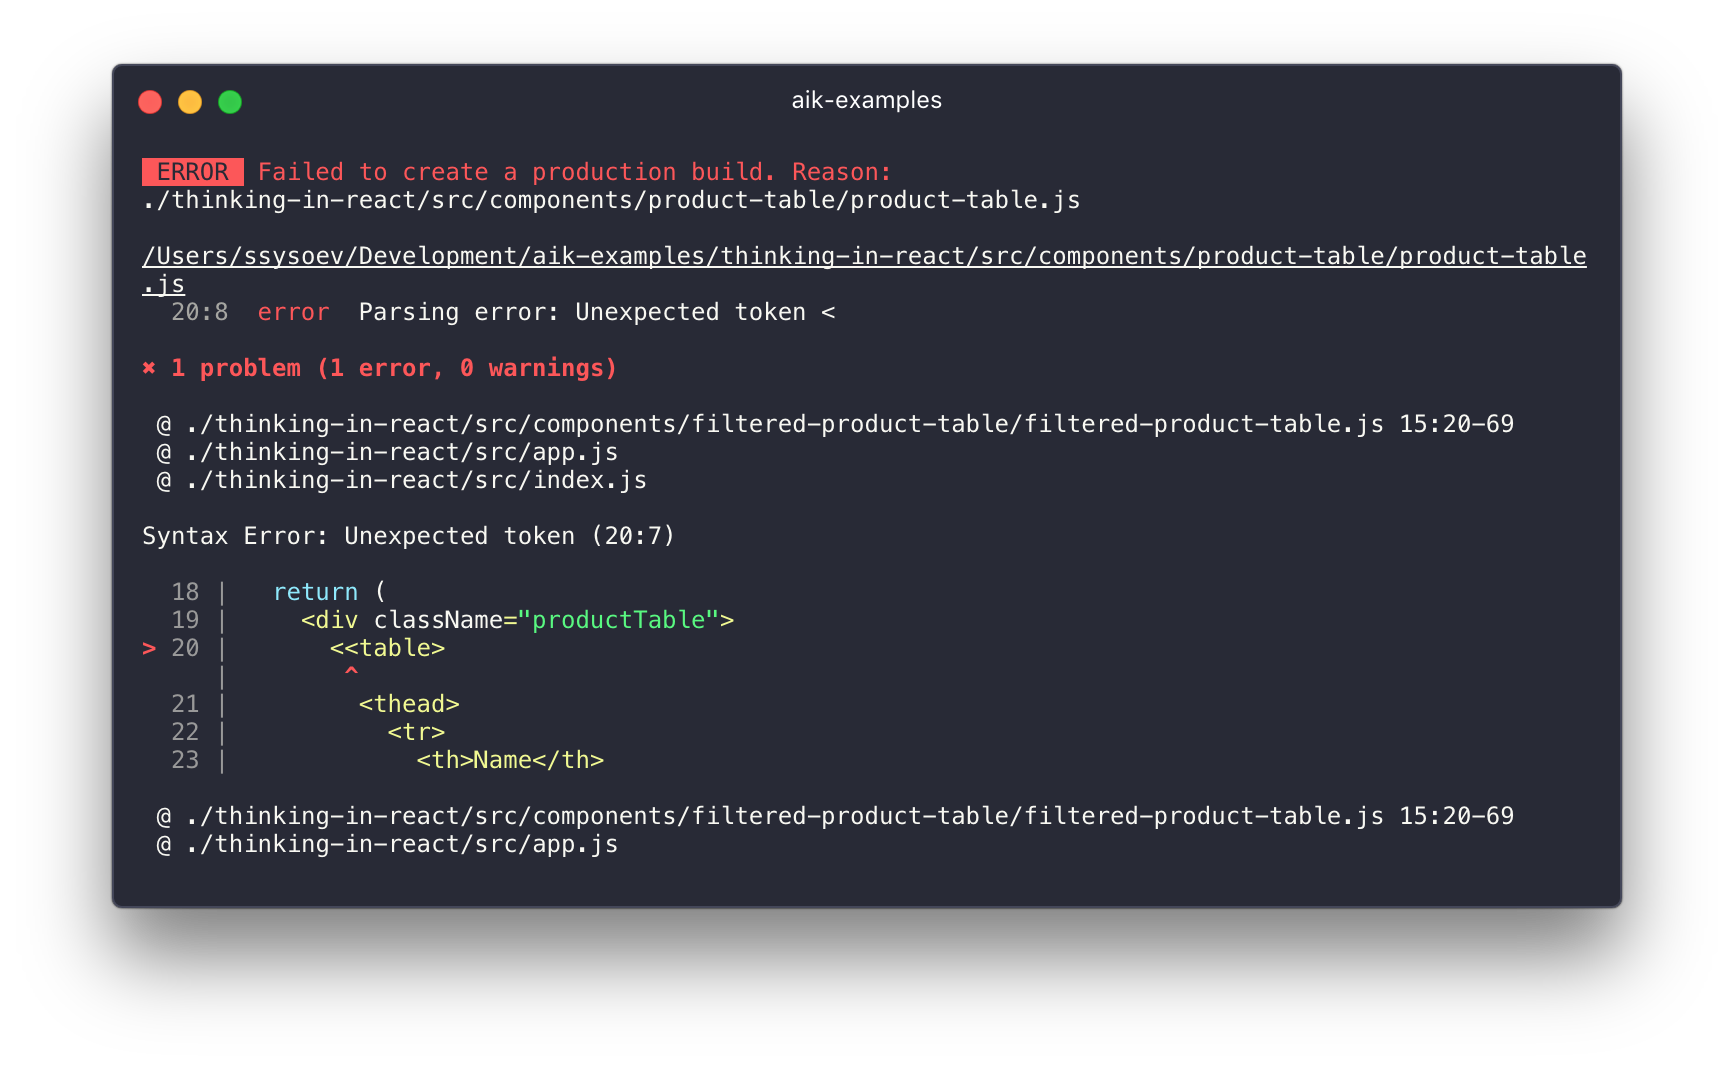 aik-examples
ERROR Failed to create a production build. Reason:
./thinking-in-react/src/components/product-table/product-table.js
/Users/ssysoev/Development/aik-examples/thinking-in-react/src/components/product-table/product-table
.js
20:8 error Parsing error: Unexpected token <
✖ 1 problem (1 error, 0 warnings)
@ ./thinking-in-react/src/components/filtered-product-table/filtered-product-table.js 15:20-69
@ ./thinking-in-react/src/app.js
@ ./thinking-in-react/src/index.js
Syntax Error: Unexpected token (20:7)
18 | return (
19 | <div className="productTable">
> 20 | <<table>
| ^
21 | <thead>
22 | <tr>
23 | <th>Name</th>
@ ./thinking-in-react/src/components/filtered-product-table/filtered-product-table.js 15:20-69
@ ./thinking-in-react/src/app.js